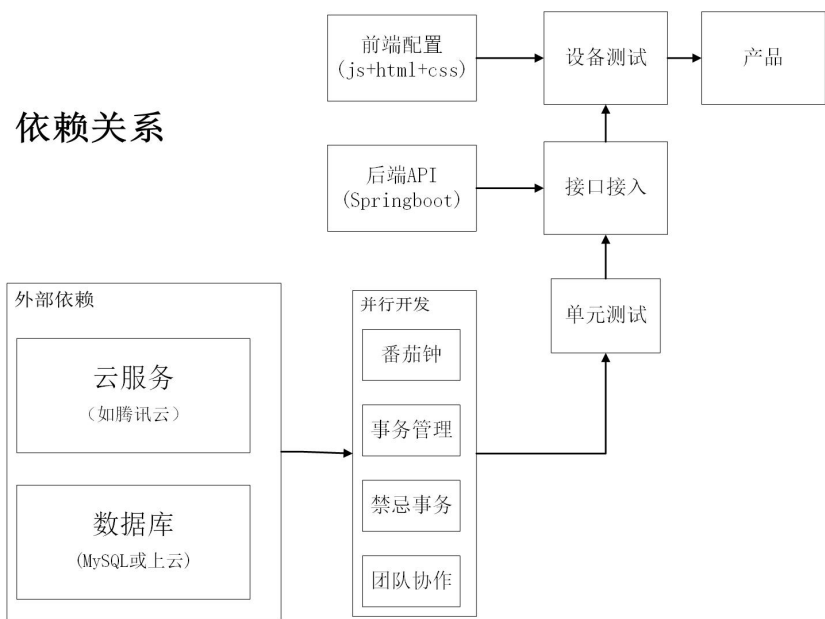 前端配置
(js+html+css)
设备测试
产品
依赖关系
后端API
(Springboot)
接口接入
外部依赖
并行开发
单元测试
云服务
（如腾讯云）
番茄钟
事务管理
数据库
(MySQL或上云)
禁忌事务
团队协作